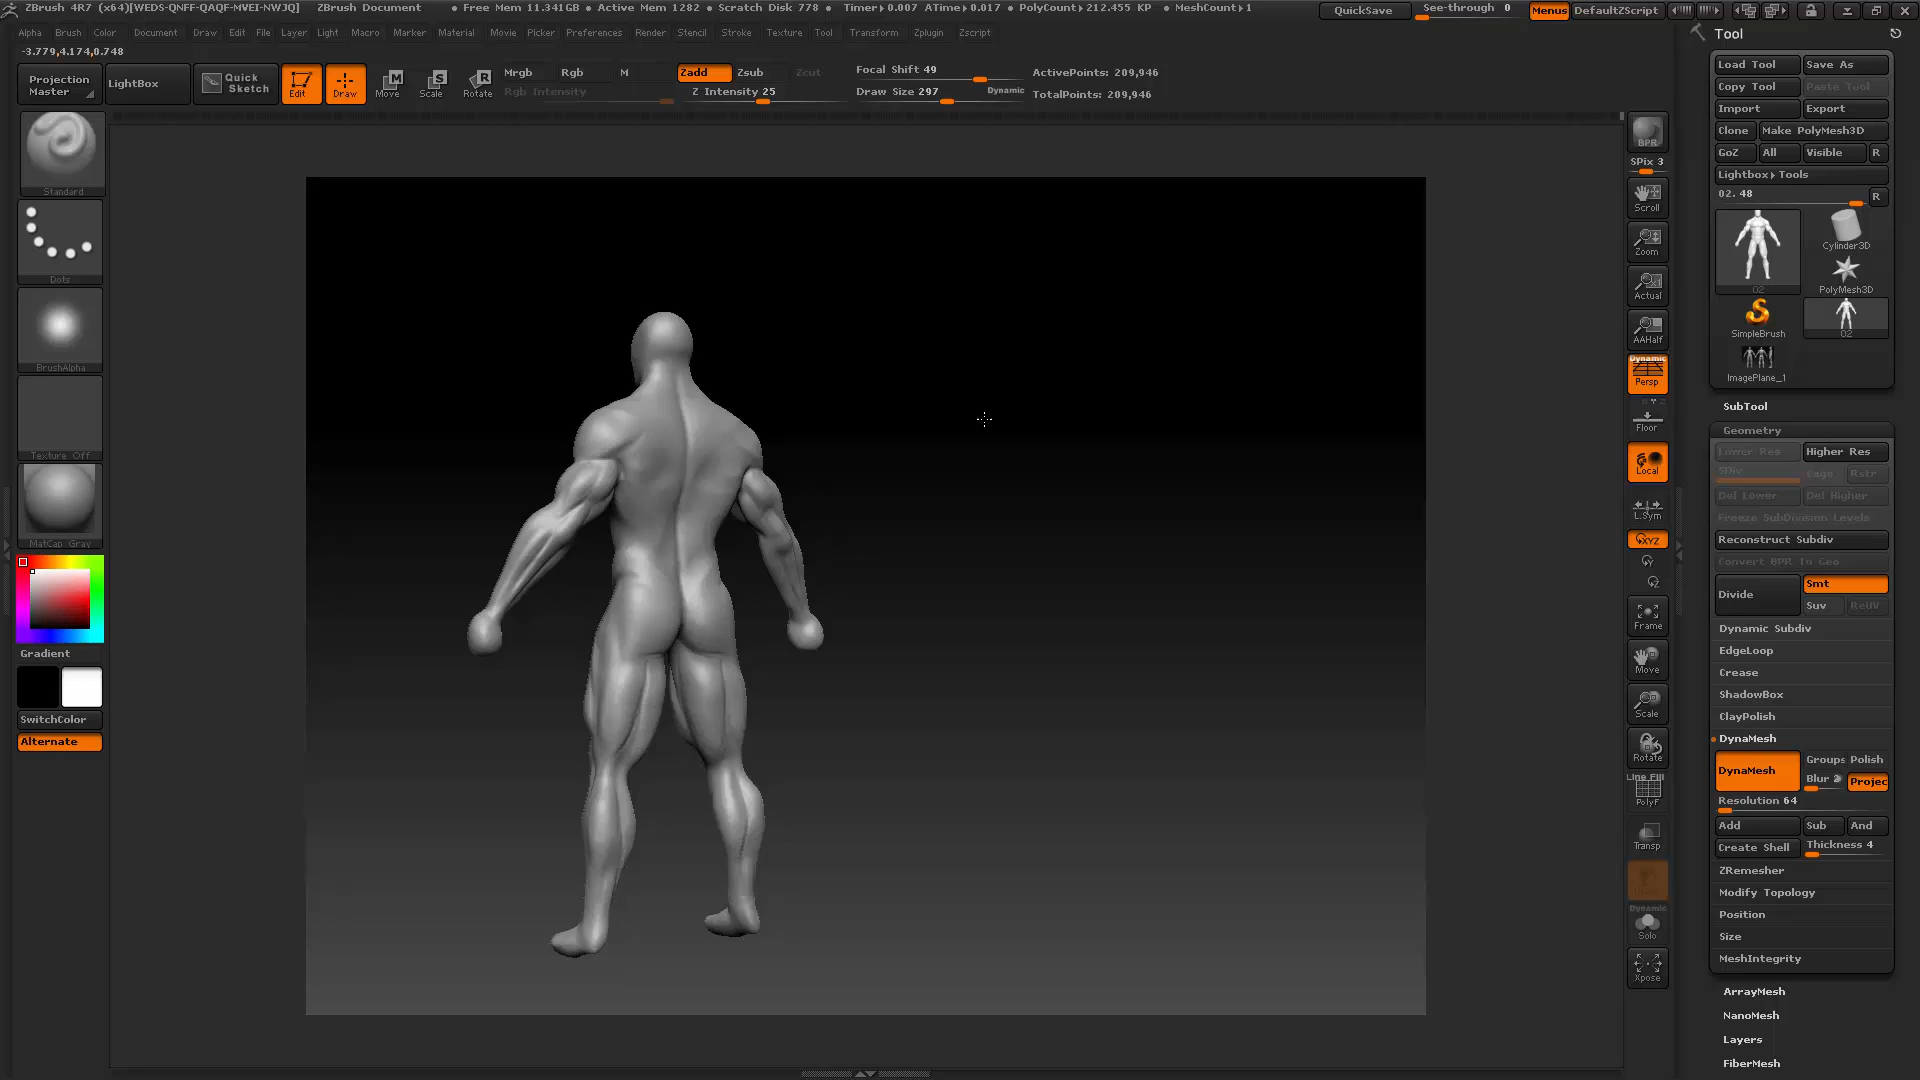 ZBrush 4R7 (x64)[WEDS-QNFF-QAQF-MVEI-NWJQ] ZBrush Document • Free Mem 11.341GB • Active Mem 1282 • Scratch Disk 778 • Timer▸0.007 ATime▸0.017 • PolyCount▸212.455 KP • MeshCount▸1 QuickSave See-through 0 Menus DefaultZScript
Alpha Brush Color Document Draw Edit File Layer Light Macro Marker Material Movie Picker Preferences Render Stencil Stroke Texture Tool Transform Zplugin Zscript
-3.779,4.174,0.748
Projection Master
LightBox
Quick Sketch
Edit
Draw
Move
Scale
Rotate
Mrgb Rgb M
Rgb Intensity
Zadd Zsub Zcut
Z Intensity 25
Focal Shift 49
Draw Size 297 Dynamic
ActivePoints: 209,946
TotalPoints: 209,946
Standard
Dots
BrushAlpha
Texture Off
MatCap Gray
Gradient
SwitchColor
Alternate
BPR
SPix 3
Scroll
Zoom
Actual
AAHalf
Dynamic
Persp
Floor
Local
L.Sym
XYZ
Y
Z
Frame
Move
Scale
Rotate
Line Fill
PolyF
Transp
Dynamic
Solo
Xpose
Tool
Load Tool Save As
Copy Tool Paste Tool
Import Export
Clone Make PolyMesh3D
GoZ All Visible R
Lightbox▸Tools
02. 48 R
02
Cylinder3D
PolyMesh3D
SimpleBrush
02
ImagePlane_1
SubTool
Geometry
Lower Res Higher Res
SDiv Cage Rstr
Del Lower Del Higher
Freeze SubDivision Levels
Reconstruct Subdiv
Convert BPR To Geo
Divide Smt
Suv ReUV
Dynamic Subdiv
EdgeLoop
Crease
ShadowBox
ClayPolish
DynaMesh
DynaMesh Groups Polish
Blur 2 Projec
Resolution 64
Add Sub And
Create Shell Thickness 4
ZRemesher
Modify Topology
Position
Size
MeshIntegrity
ArrayMesh
NanoMesh
Layers
FiberMesh